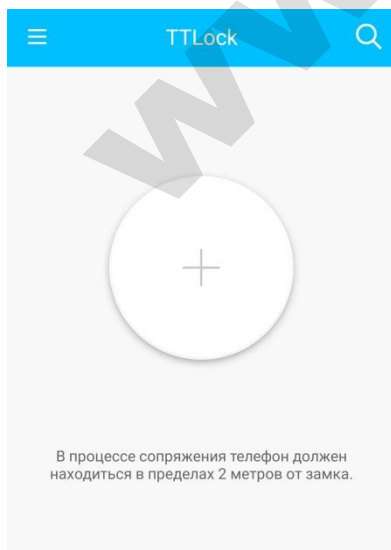 TTLock
В процессе сопряжения телефон должен
находиться в пределах 2 метров от замка.